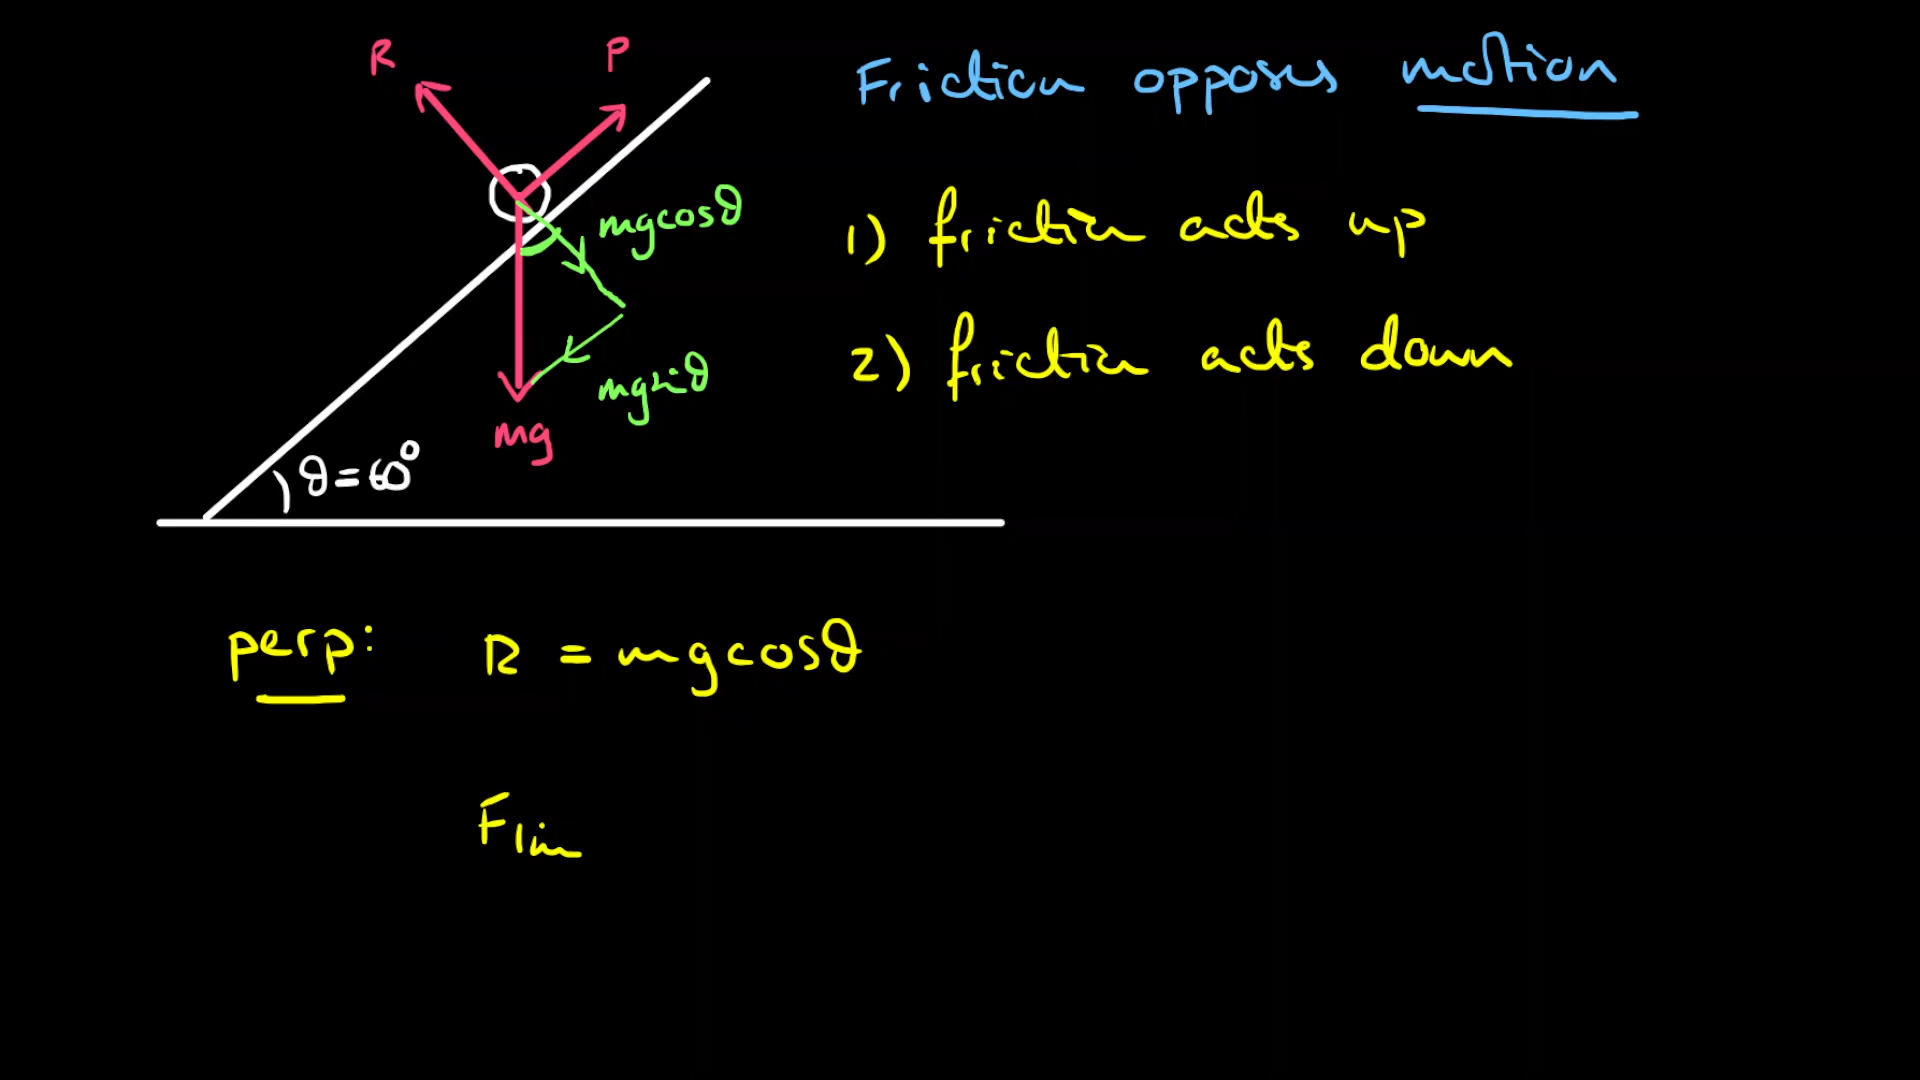 R
P
Friction opposes motion
mgcosθ
1) friction acts up
2) friction acts down
mgsinθ
mg
θ=60°
perp: R = mgcosθ
Flim